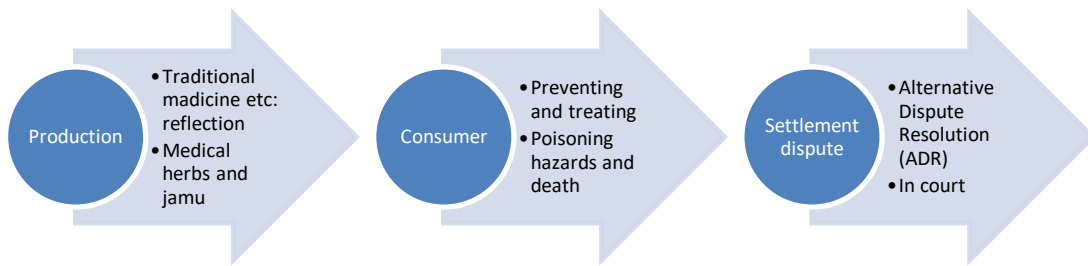 Production
•Traditional
madicine etc:
reflection
•Medical
herbs and
jamu
Consumer
•Preventing
and treating
•Poisoning
hazards and
death
Settlement
dispute
•Alternative
Dispute
Resolution
(ADR)
•In court